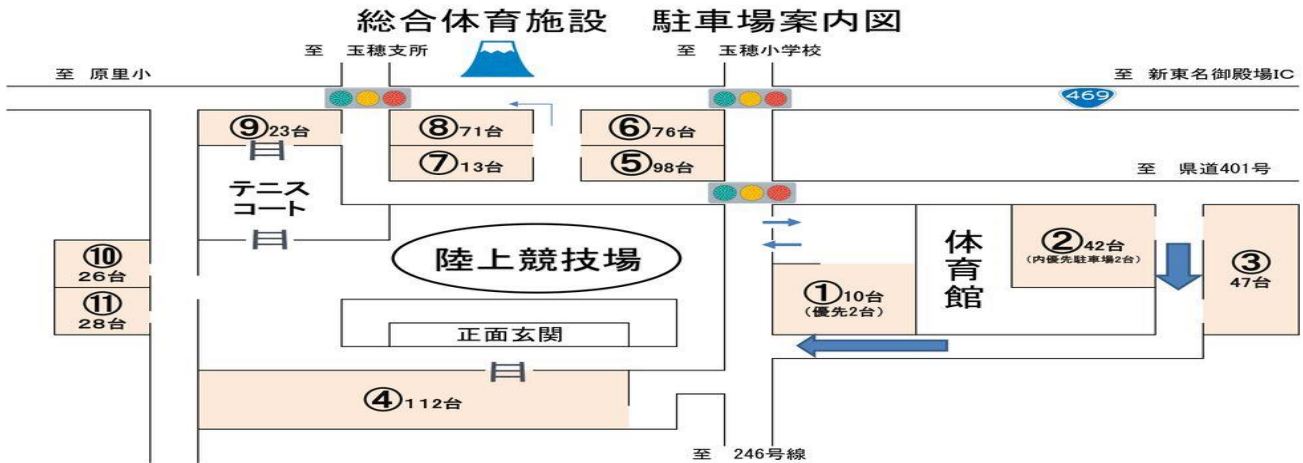 総合体育施設 駐車場案内図
至 玉穂支所
至 玉穂小学校
至 原里小
至 新東名御殿場IC
469
⑨23台
⑧71台
⑥76台
⑦13台
⑤98台
至 県道401号
テニス
コート
陸上競技場
体育館
②42台
(内優先駐車場2台)
③
47台
⑩
26台
⑪
28台
①10台
(優先2台)
正面玄関
④112台
至 246号線